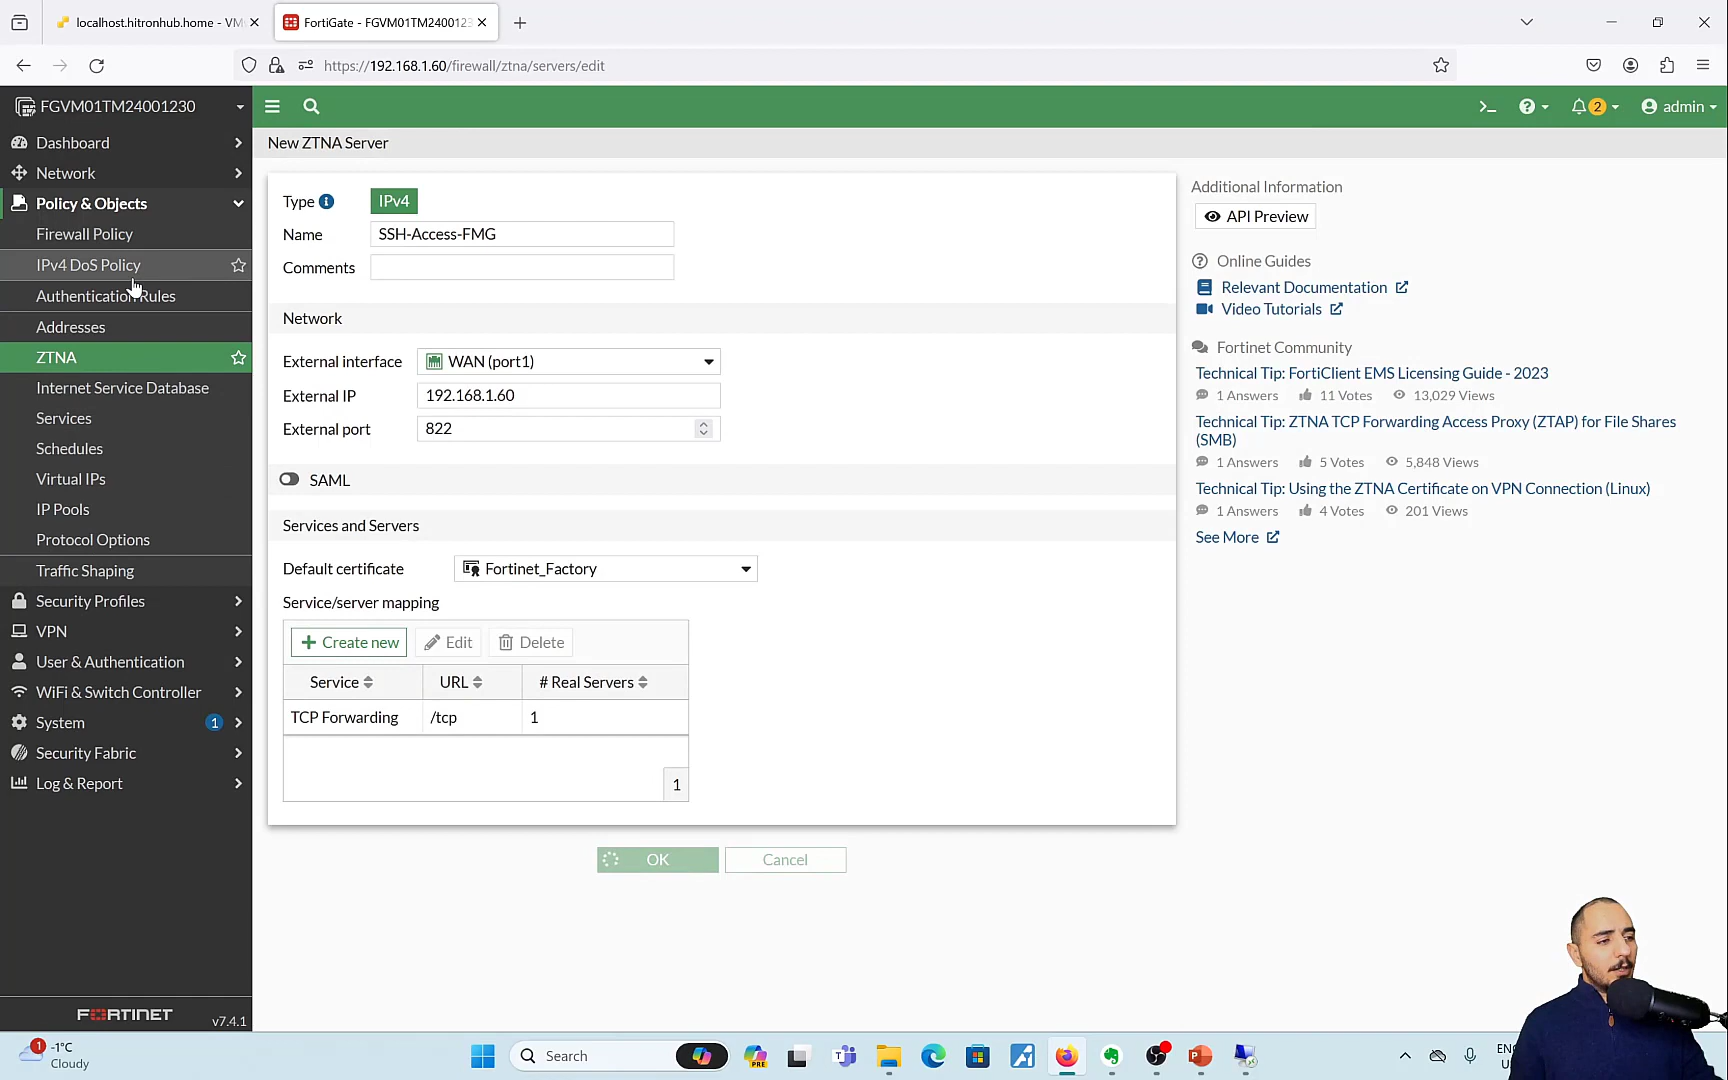 localhost.hitronhub.home - VM
FortiGate - FGVM01TM2400123
https://192.168.1.60/firewall/ztna/servers/edit
FGVM01TM24001230
2
admin
Dashboard
Network
Policy & Objects
Firewall Policy
IPv4 DoS Policy
Authentication Rules
Addresses
ZTNA
Internet Service Database
Services
Schedules
Virtual IPs
IP Pools
Protocol Options
Traffic Shaping
Security Profiles
VPN
User & Authentication
WiFi & Switch Controller
System 1
Security Fabric
Log & Report
FORTINET v7.4.1
New ZTNA Server
Type IPv4
Name SSH-Access-FMG
Comments
Network
External interface WAN (port1)
External IP 192.168.1.60
External port 822
SAML
Services and Servers
Default certificate Fortinet_Factory
Service/server mapping
Create new Edit Delete
Service URL # Real Servers
TCP Forwarding /tcp 1
1
OK Cancel
Additional Information
API Preview
Online Guides
Relevant Documentation
Video Tutorials
Fortinet Community
Technical Tip: FortiClient EMS Licensing Guide - 2023
1 Answers 11 Votes 13,029 Views
Technical Tip: ZTNA TCP Forwarding Access Proxy (ZTAP) for File Shares
(SMB)
1 Answers 5 Votes 5,848 Views
Technical Tip: Using the ZTNA Certificate on VPN Connection (Linux)
1 Answers 4 Votes 201 Views
See More
1
-1°C
Cloudy
Search
PRE